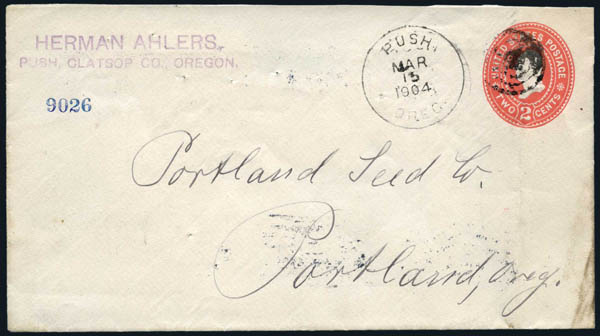 HERMAN AHLERS,
PUSH, CLATSOP CO., OREGON.
9026
PUSH,
MAR
15
1904
OREG.
UNITED STATES POSTAGE
TWO 2 CENTS
Portland Seed Co.
Portland, Oreg.